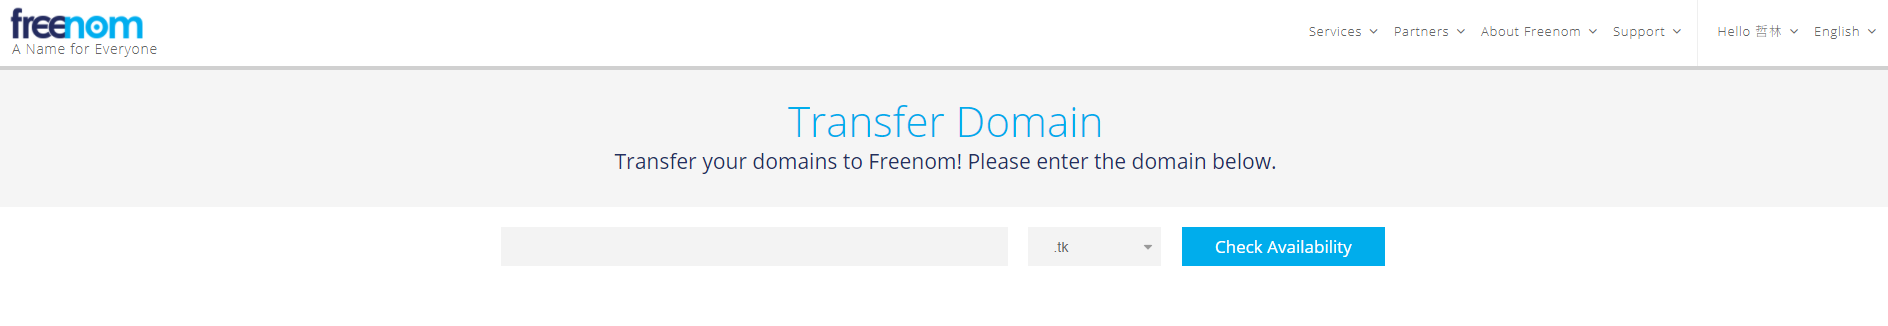 freenom
A Name for Everyone
Services Partners About Freenom Support Hello 哲林 English
Transfer Domain
Transfer your domains to Freenom! Please enter the domain below.
.tk Check Availability